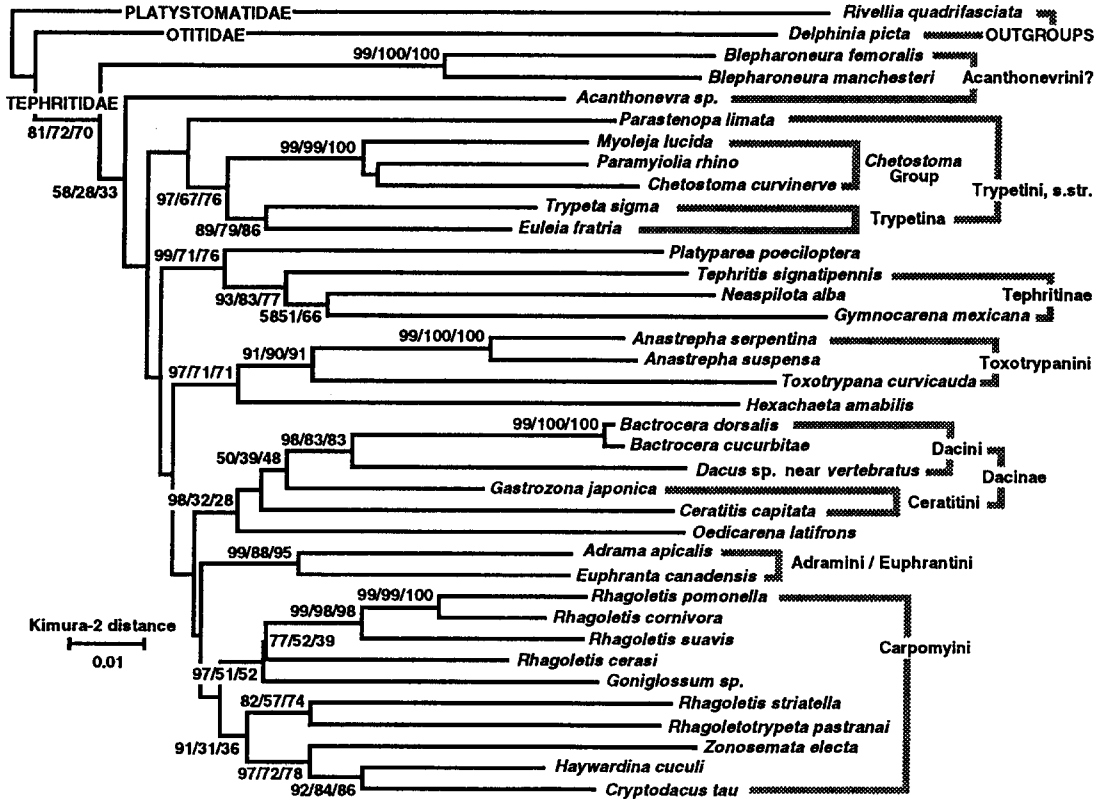 PLATYSTOMATIDAE Rivellia quadrifasciata
OTITIDAE Delphinia picta OUTGROUPS
99/100/100 Blepharoneura femoralis
Blepharoneura manchesteri Acanthonevrini?
TEPHRITIDAE Acanthonevra sp.
81/72/70 Parastenopa limata
99/99/100 Myoleja lucida
Paramyiolia rhino Chetostoma
Group
58/28/33 97/67/76 Chetostoma curvinerve Trypetini, s.str.
Trypeta sigma Trypetina
89/79/86 Euleia fratria
99/71/76 Platyparea poeciloptera
Tephritis signatipennis
93/83/77 Neaspilota alba Tephritinae
5851/66 Gymnocarena mexicana
99/100/100 Anastrepha serpentina
91/90/91 Anastrepha suspensa Toxotrypanini
97/71/71 Toxotrypana curvicauda
Hexachaeta amabilis
99/100/100 Bactrocera dorsalis
98/83/83 Bactrocera cucurbitae Dacini
50/39/48 Dacus sp. near vertebratus Dacinae
98/32/28 Gastrozona japonica Ceratitini
Ceratitis capitata
Oedicarena latifrons
99/88/95 Adrama apicalis Adramini / Euphrantini
Euphranta canadensis
99/99/100 Rhagoletis pomonella
99/98/98 Rhagoletis cornivora
Kimura-2 distance 77/52/39 Rhagoletis suavis Carpomyini
0.01 Rhagoletis cerasi
97/51/52 Goniglossum sp.
82/57/74 Rhagoletis striatella
Rhagoletotrypeta pastranai
91/31/36 Zonosemata electa
97/72/78 Haywardina cuculi
92/84/86 Cryptodacus tau